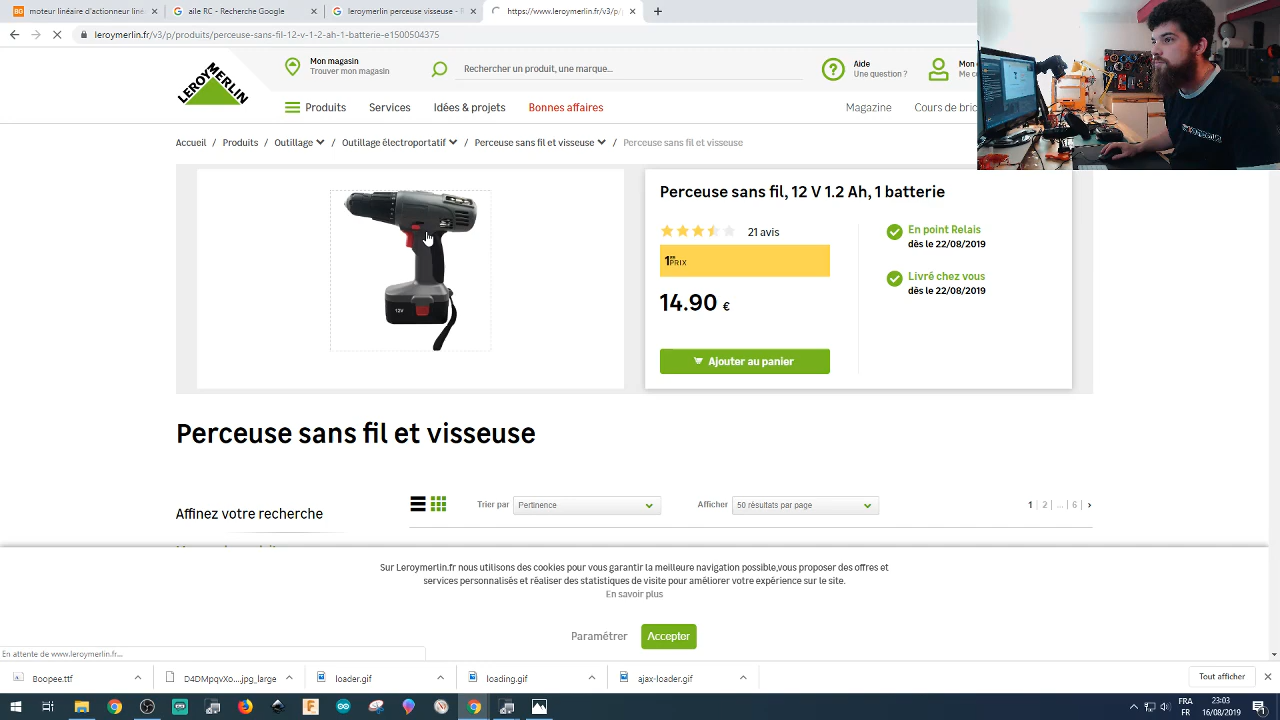 moteur linéaire d'actionneur liné
aile RC - Recherche Google
leroymerlin perceuse visseuse - R
https://www.leroymerlin.fr/v3/p/
leroymerlin.fr/v3/p/produits/perceuse-sans-fil-12-v-1-2-ah-1-batterie-e1500504375
LEROY MERLIN
Mon magasin
Trouver mon magasin
Rechercher un produit, une marque...
Aide
Une question ?
Produits
Services
Idées & projets
Bonnes affaires
Magazine
Accueil / Produits / Outillage / Outillage électroportatif / Perceuse sans fil et visseuse / Perceuse sans fil et visseuse
12V
Perceuse sans fil, 12 V 1.2 Ah, 1 batterie
21 avis
1ER PRIX
14.90 €
Ajouter au panier
En point Relais
dès le 22/08/2019
Livré chez vous
dès le 22/08/2019
Perceuse sans fil et visseuse
Affinez votre recherche
Trier par Pertinence
Afficher 50 résultats par page
1 | 2 | ... | 6 | ›
Sur Leroymerlin.fr nous utilisons des cookies pour vous garantir la meilleure navigation possible,vous proposer des offres et
services personnalisés et réaliser des statistiques de visite pour améliorer votre expérience sur le site.
En savoir plus
Paramétrer
Accepter
En attente de www.leroymerlin.fr...
Boopee.ttf
D4DMpqvXo....jpg_large
loader.gif
loading.gif
ajax-loader.gif
Tout afficher
FRA
FR
23:03
16/08/2019